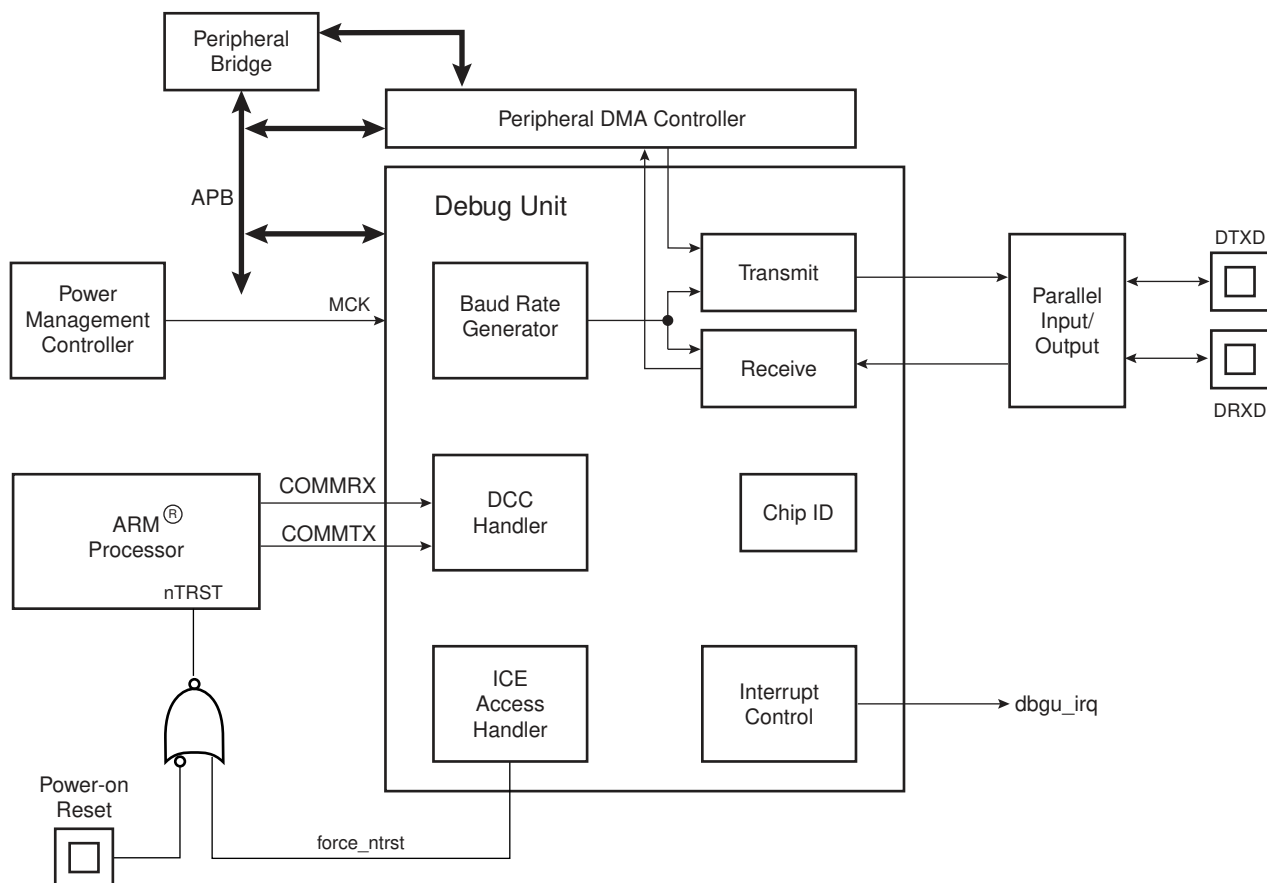 Peripheral
Bridge
Peripheral DMA Controller
APB
Debug Unit
Power
Management
Controller
MCK
Baud Rate
Generator
Transmit
Receive
Parallel
Input/
Output
DTXD
DRXD
ARM®
Processor
nTRST
COMMRX
COMMTX
DCC
Handler
Chip ID
ICE
Access
Handler
Interrupt
Control
dbgu_irq
Power-on
Reset
force_ntrst